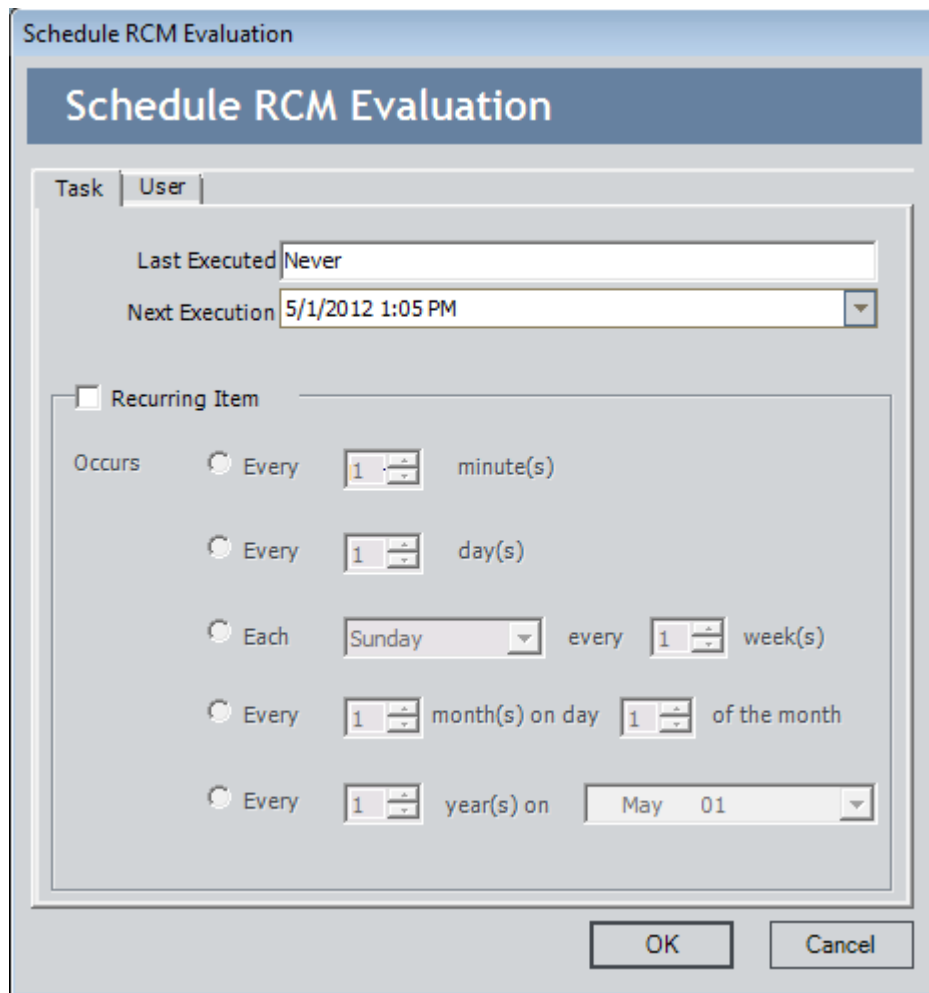 Schedule RCM Evaluation
Schedule RCM Evaluation
Task User
Last Executed Never
Next Execution 5/1/2012 1:05 PM
Recurring Item
Occurs Every 1 minute(s)
Every 1 day(s)
Each Sunday every 1 week(s)
Every 1 month(s) on day 1 of the month
Every 1 year(s) on May 01
OK Cancel